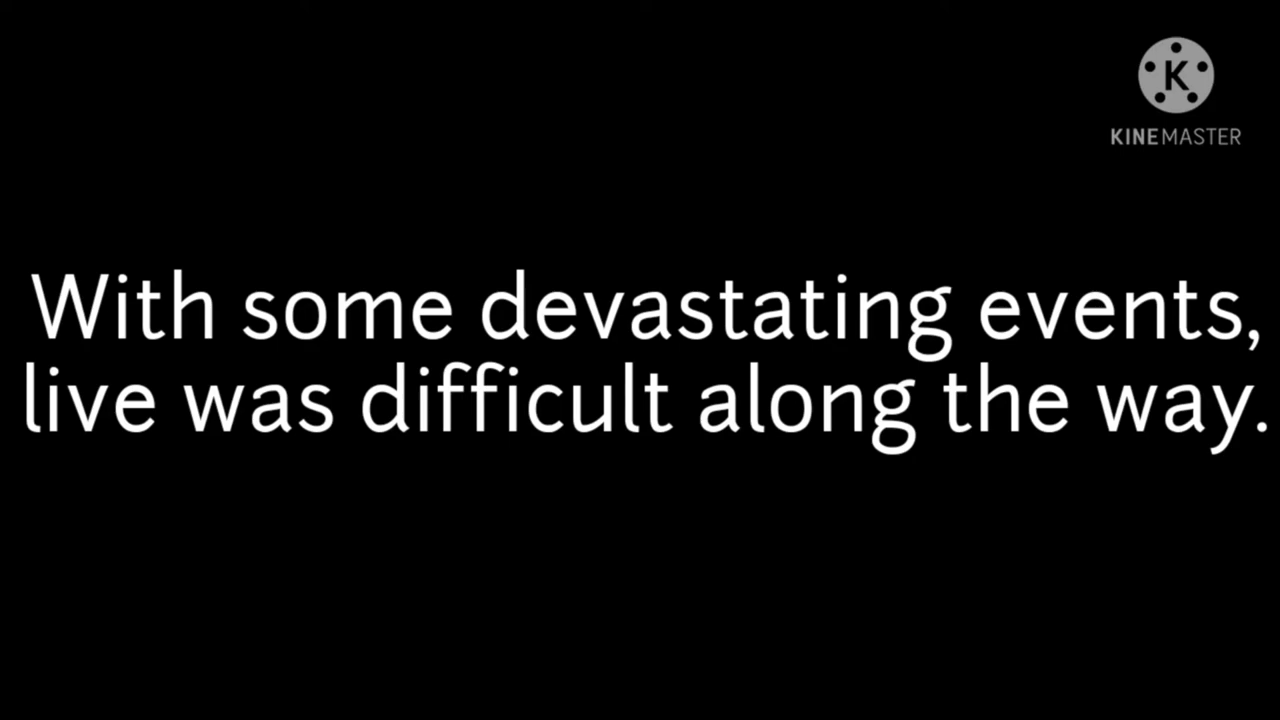 K
KINEMASTER
With some devastating events,
live was difficult along the way.